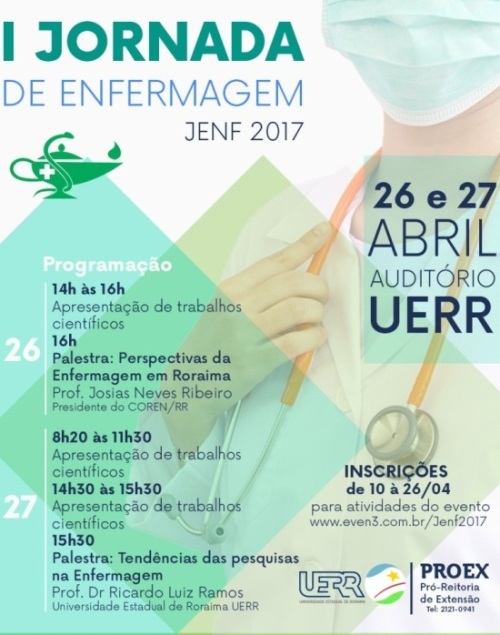 I JORNADA
DE ENFERMAGEM
JENF 2017
26 e 27
ABRIL
AUDITÓRIO
UERR
Programação
26
14h às 16h
Apresentação de trabalhos
científicos
16h
Palestra: Perspectivas da
Enfermagem em Roraima
Prof. Josias Neves Ribeiro
Presidente do COREN/RR
27
8h20 às 11h30
Apresentação de trabalhos
científicos
14h30 às 15h30
Apresentação de trabalhos
científicos
15h30
Palestra: Tendências das pesquisas
na Enfermagem
Prof. Dr Ricardo Luiz Ramos
Universidade Estadual de Roraima UERR
INSCRIÇÕES
de 10 à 26/04
para atividades do evento
www.even3.com.br/Jenf2017
UERR
UNIVERSIDADE ESTADUAL DE RORAIMA
PROEX
Pró-Reitoria
de Extensão
Tel: 2121-0941